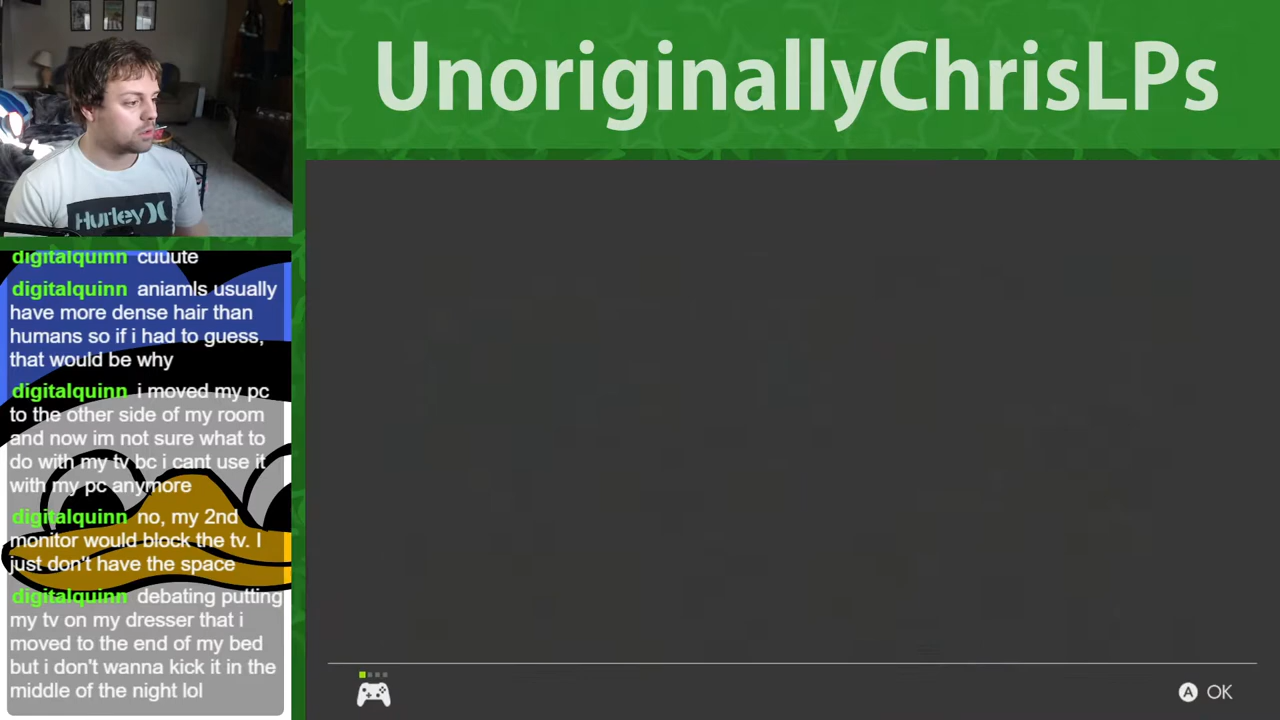 UnoriginallyChrisLPs
Hurley
digitalquinn cuuute
digitalquinn aniamls usually
have more dense hair than
humans so if i had to guess,
that would be why
digitalquinn i moved my pc
to the other side of my room
and now im not sure what to
do with my tv bc i cant use it
with my pc anymore
digitalquinn no, my 2nd
monitor would block the tv. I
just don't have the space
digitalquinn debating putting
my tv on my dresser that i
moved to the end of my bed
but i don't wanna kick it in the
middle of the night lol
A OK